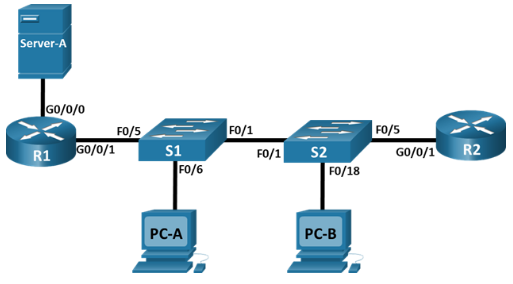 Server-A
G0/0/0
R1
G0/0/1
F0/5
S1
F0/1
F0/6
F0/1
S2
F0/5
F0/18
G0/0/1
R2
PC-A
PC-B